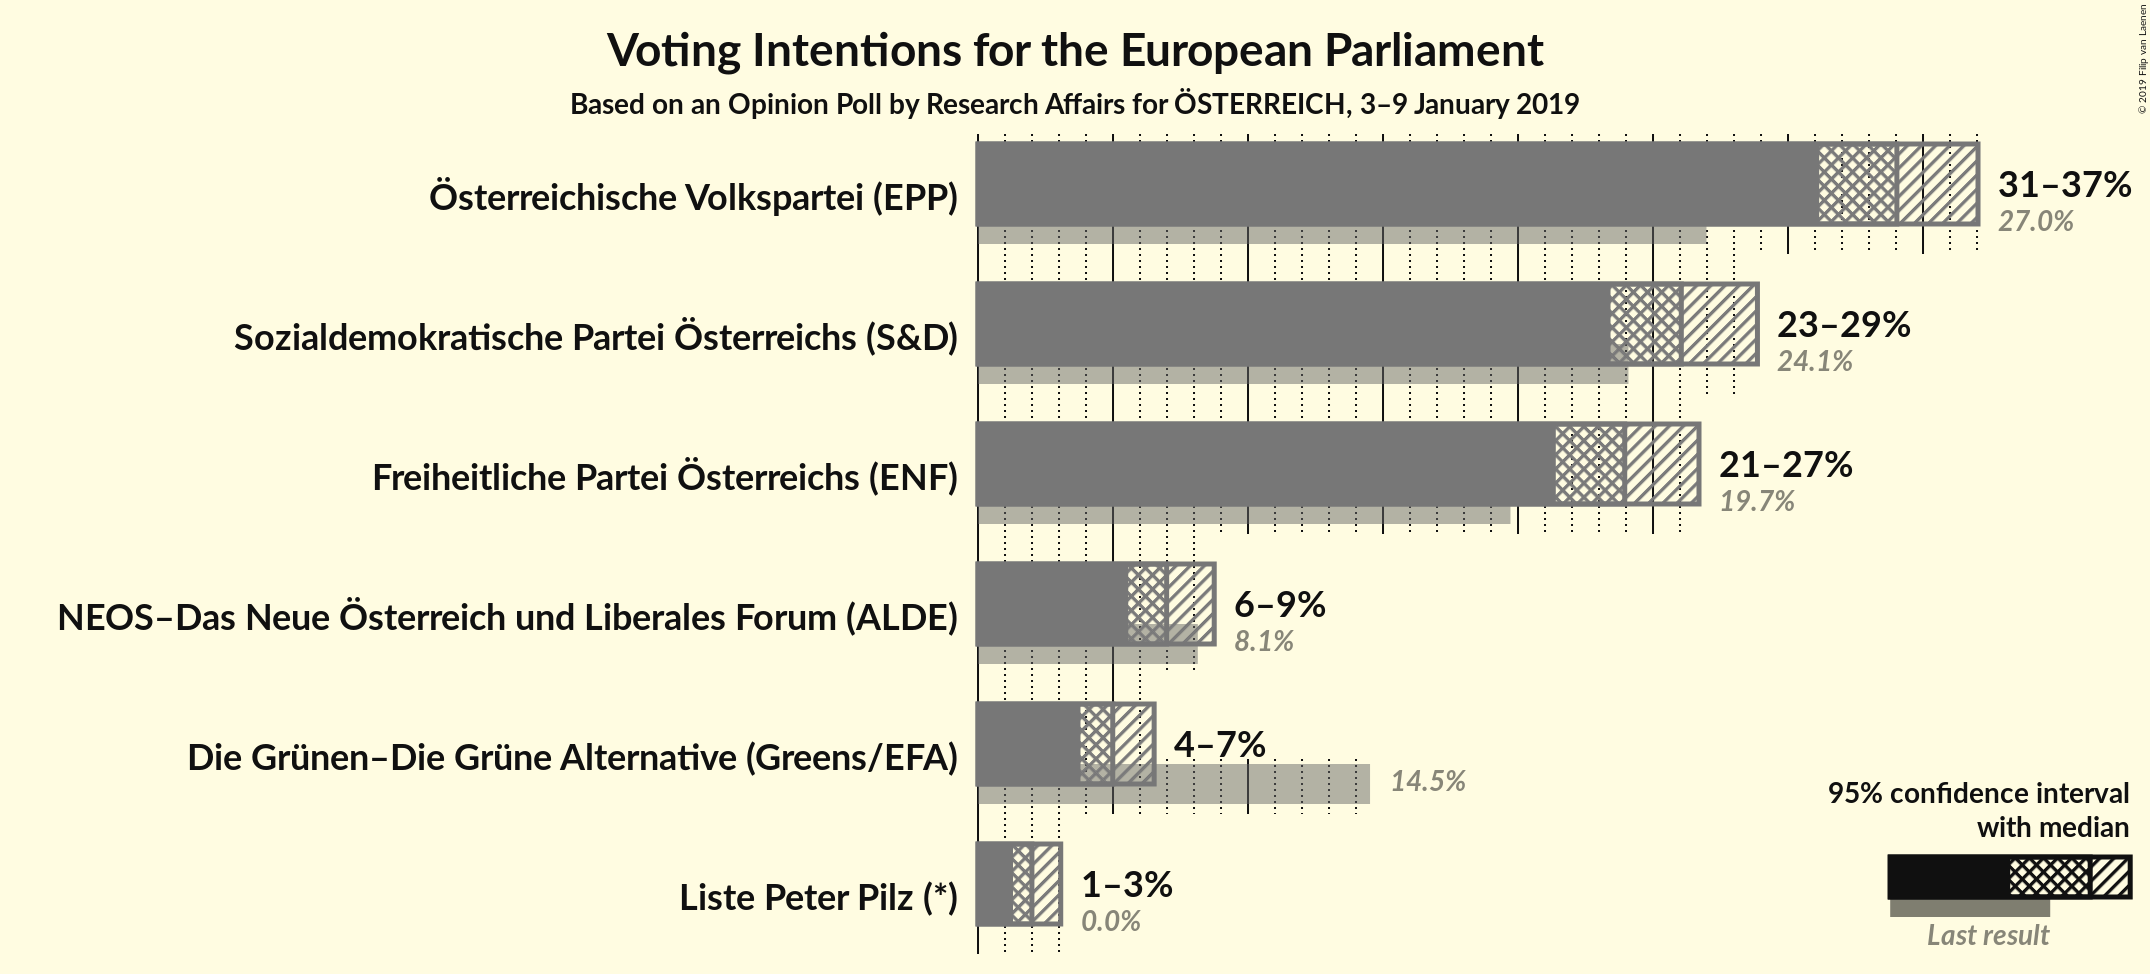 Voting Intentions for the European Parliament
Based on an Opinion Poll by Research Affairs for ÖSTERREICH, 3–9 January 2019
© 2019 Filip van Laenen
Österreichische Volkspartei (EPP)
31–37%
27.0%
Sozialdemokratische Partei Österreichs (S&D)
23–29%
24.1%
Freiheitliche Partei Österreichs (ENF)
21–27%
19.7%
NEOS–Das Neue Österreich und Liberales Forum (ALDE)
6–9%
8.1%
Die Grünen–Die Grüne Alternative (Greens/EFA)
4–7%
14.5%
Liste Peter Pilz (*)
1–3%
0.0%
95% confidence interval
with median
Last result